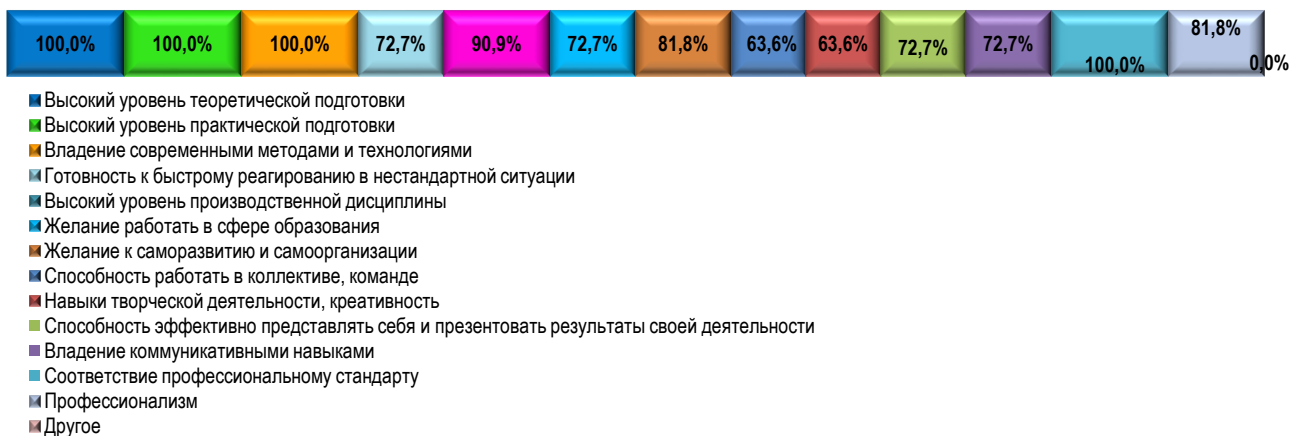 100,0% 100,0% 100,0% 72,7% 90,9% 72,7% 81,8% 63,6% 63,6% 72,7% 72,7% 100,0% 81,8% 0,0%
Высокий уровень теоретической подготовки
Высокий уровень практической подготовки
Владение современными методами и технологиями
Готовность к быстрому реагированию в нестандартной ситуации
Высокий уровень производственной дисциплины
Желание работать в сфере образования
Желание к саморазвитию и самоорганизации
Способность работать в коллективе, команде
Навыки творческой деятельности, креативность
Способность эффективно представлять себя и презентовать результаты своей деятельности
Владение коммуникативными навыками
Соответствие профессиональному стандарту
Профессионализм
Другое